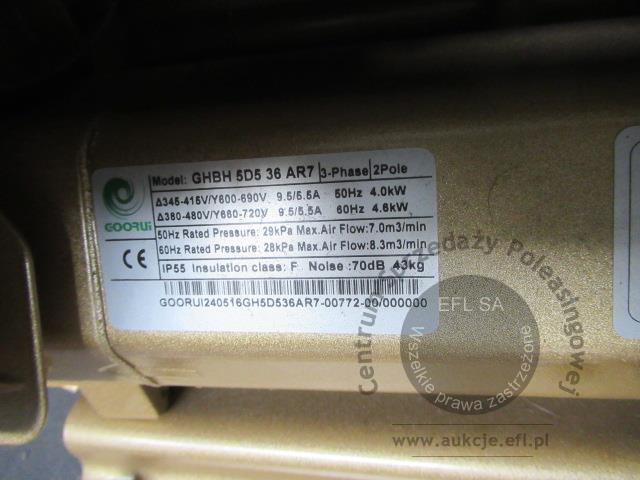 Model: GHBH 5D5 36 AR7 3-Phase 2Pole
Δ345-415V/Y600-690V 9.5/5.5A 50Hz 4.0kW
Δ380-480V/Y660-720V 9.5/5.5A 60Hz 4.6kW
50Hz Rated Pressure: 29kPa Max.Air Flow:7.0m3/min
60Hz Rated Pressure: 28kPa Max.Air Flow:8.3m3/min
IP55 Insulation class: F Noise :70dB 43kg
GOORUI
CE
GOORUI240516GH5D536AR7-00772-00/000000
Centrum Sprzedaży Poleasingowej
EFL SA
Wszelkie prawa zastrzeżone
www.aukcje.efl.pl